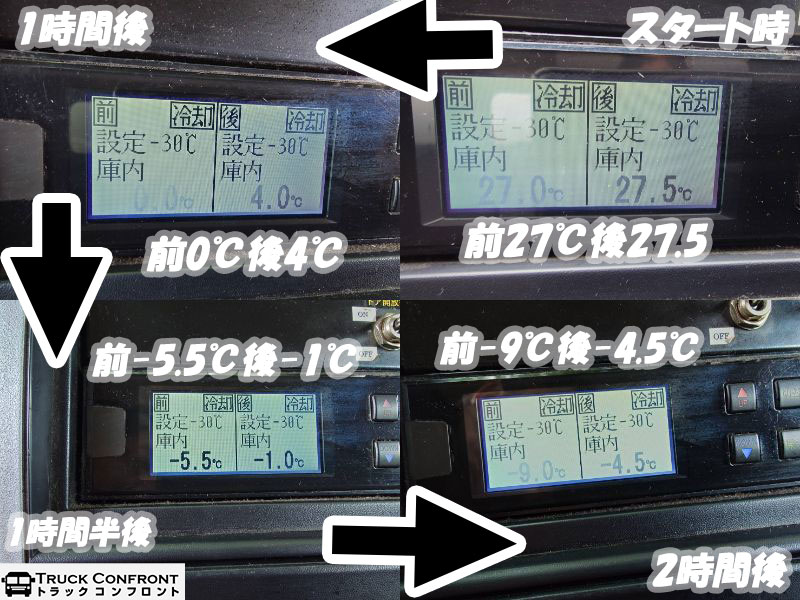 スタート時
前 冷却 後 冷却
設定-30℃ 設定-30℃
庫内 庫内
27.0℃ 27.5℃
前27℃後27.5
1時間後
前 冷却 後 冷却
設定-30℃ 設定-30℃
庫内 庫内
0.0℃ 4.0℃
前0℃後4℃
ON
OFF
前-5.5℃後-1℃
前 冷却 後 冷却
設定-30℃ 設定-30℃
庫内 庫内
-5.5℃ -1.0℃
1時間半後
OFF
前-9℃後-4.5℃
前 冷却 後 冷却
設定-30℃ 設定-30℃
庫内 庫内
-9.0℃ -4.5℃
2時間後
TRUCK CONFRONT
トラックコンフロント